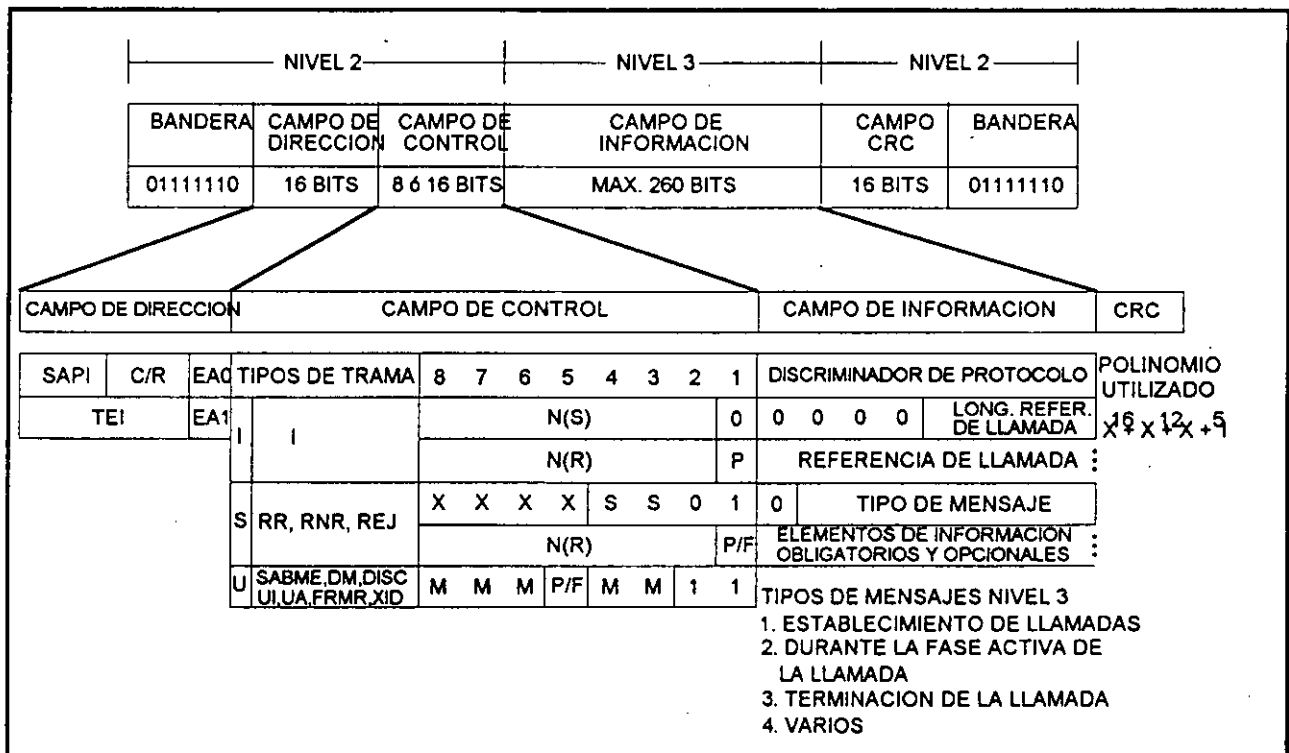 NIVEL 2 NIVEL 3 NIVEL 2
BANDERA CAMPO DE DIRECCION CAMPO DE CONTROL CAMPO DE INFORMACION CAMPO CRC BANDERA
01111110 16 BITS 8 ó 16 BITS MAX. 260 BITS 16 BITS 01111110
CAMPO DE DIRECCION CAMPO DE CONTROL CAMPO DE INFORMACION CRC
SAPI C/R EA0 TIPOS DE TRAMA 8 7 6 5 4 3 2 1 DISCRIMINADOR DE PROTOCOLO POLINOMIO UTILIZADO
TEI EA1 I I N(S) 0 0 0 0 0 LONG. REFER. DE LLAMADA X16+ X12+X5+1
N(R) P REFERENCIA DE LLAMADA :
S RR, RNR, REJ X X X X S S 0 1 0 TIPO DE MENSAJE
N(R) P/F ELEMENTOS DE INFORMACION OBLIGATORIOS Y OPCIONALES :
U SABME,DM,DISC UI,UA,FRMR,XID M M M P/F M M 1 1
TIPOS DE MENSAJES NIVEL 3
1. ESTABLECIMIENTO DE LLAMADAS
2. DURANTE LA FASE ACTIVA DE
LA LLAMADA
3. TERMINACION DE LA LLAMADA
4. VARIOS